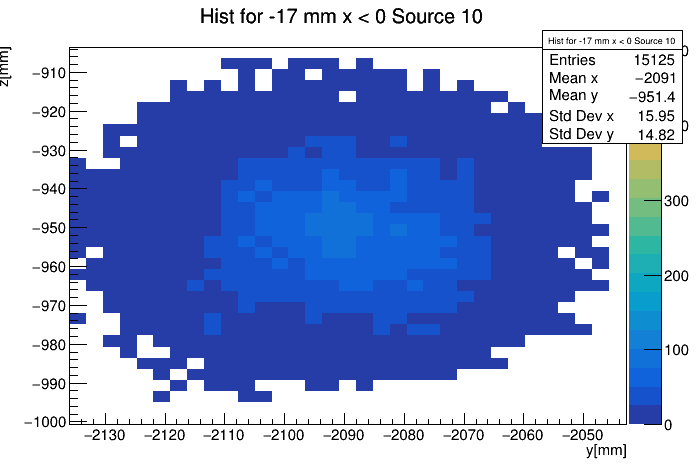 Hist for -17 mm x < 0 Source 10
Hist for -17 mm x < 0 Source 10
Entries 15125
Mean x −2091
Mean y −951.4
Std Dev x 15.95
Std Dev y 14.82
z[mm]
−910
−920
−930
−940
−950
−960
−970
−980
−990
−1000
−2130 −2120 −2110 −2100 −2090 −2080 −2070 −2060 −2050
y[mm]
300
200
100
0